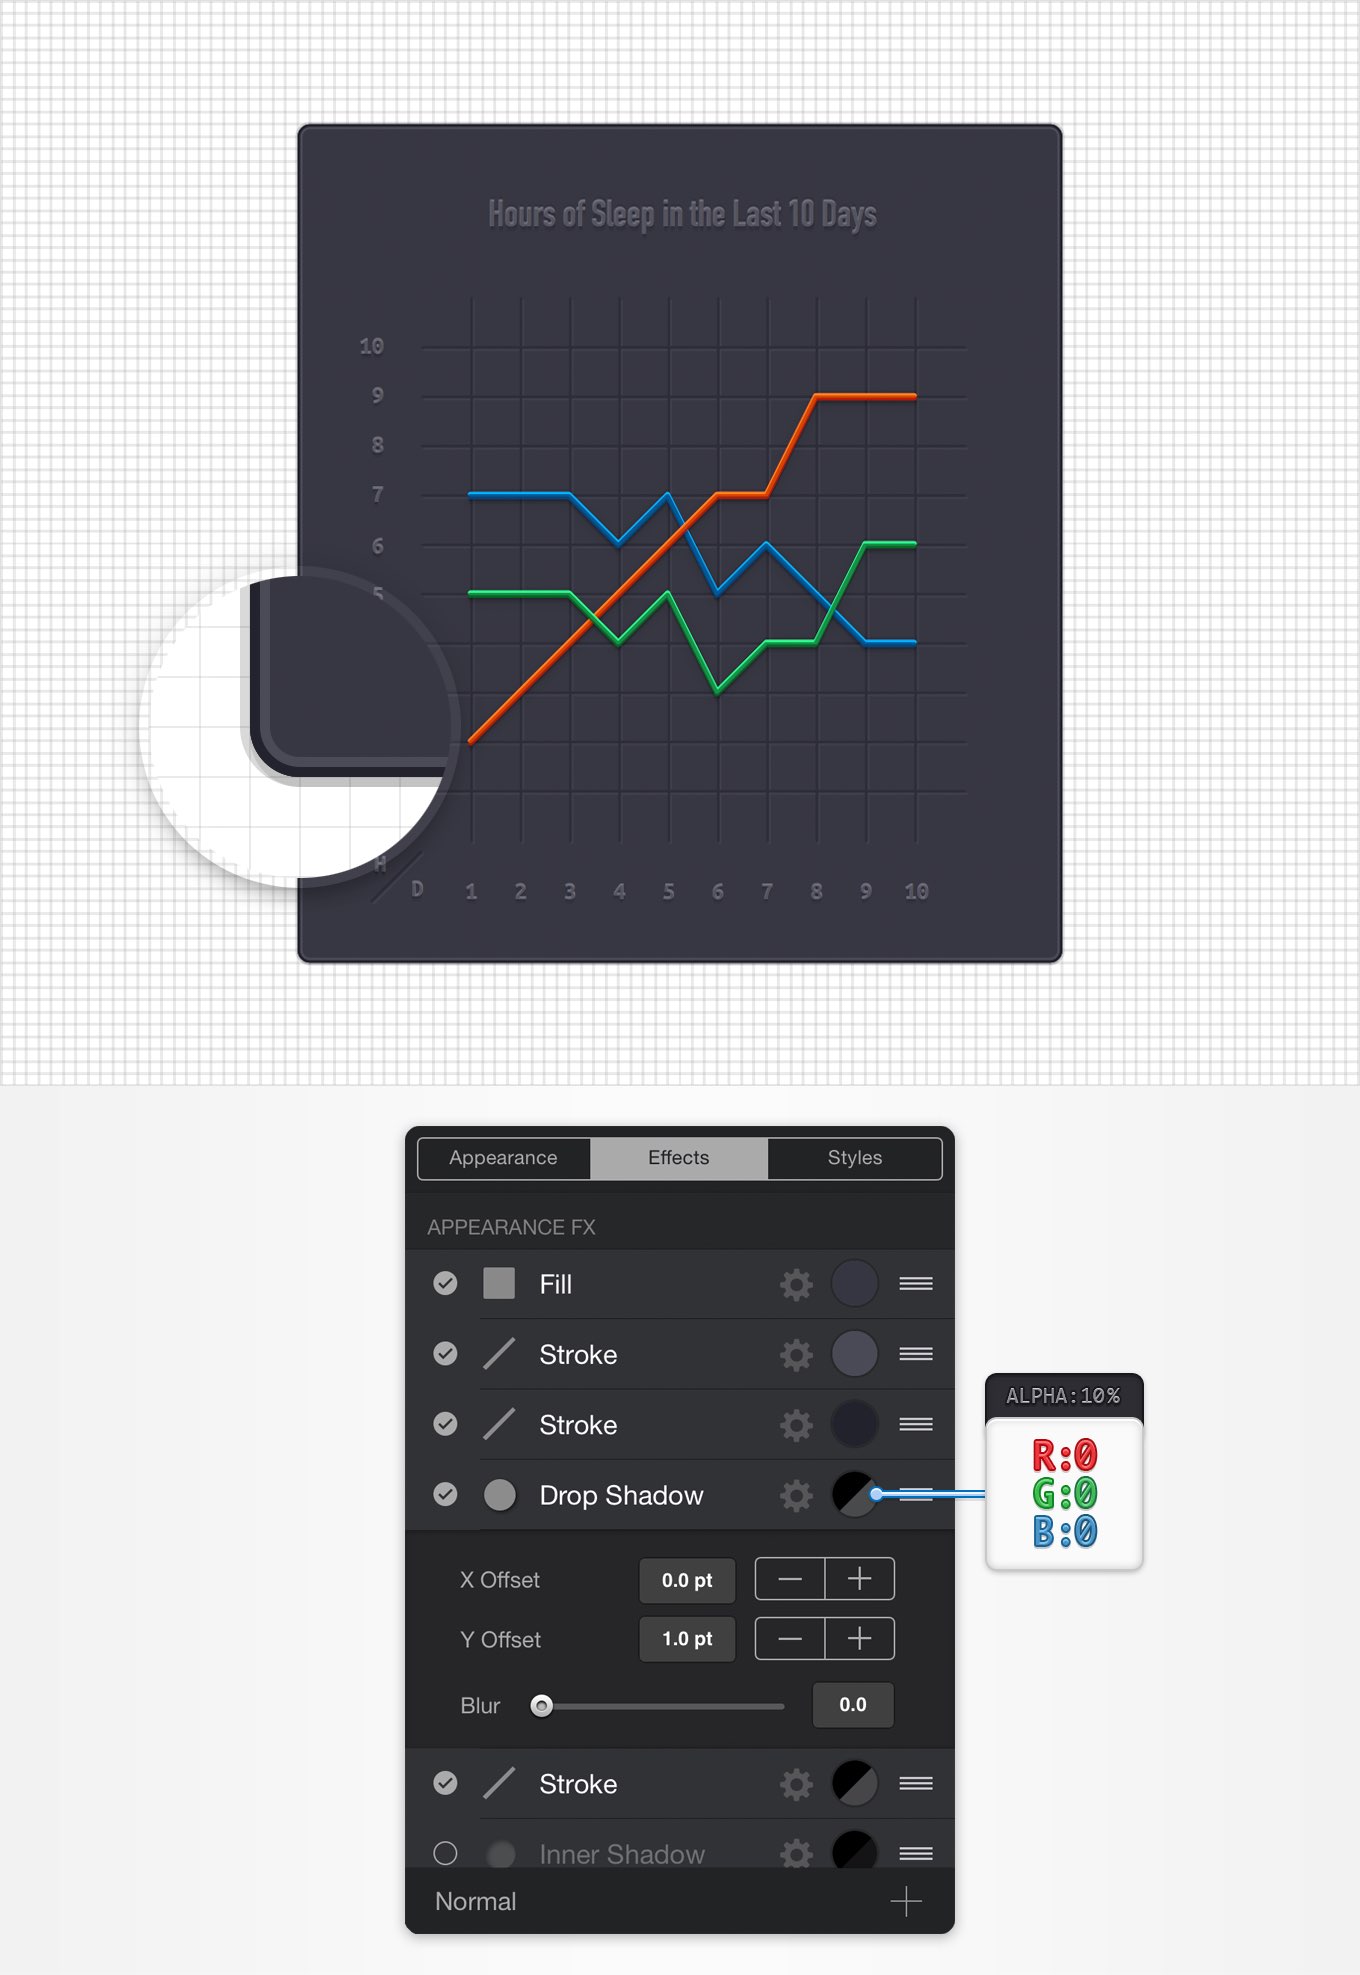 Hours of Sleep in the Last 10 Days
10
9
8
7
6
5
H
D 1 2 3 4 5 6 7 8 9 10
Appearance Effects Styles
APPEARANCE FX
Fill
Stroke
Stroke
Drop Shadow
ALPHA:10%
R:0
G:0
B:0
X Offset 0.0 pt
Y Offset 1.0 pt
Blur 0.0
Stroke
Inner Shadow
Normal